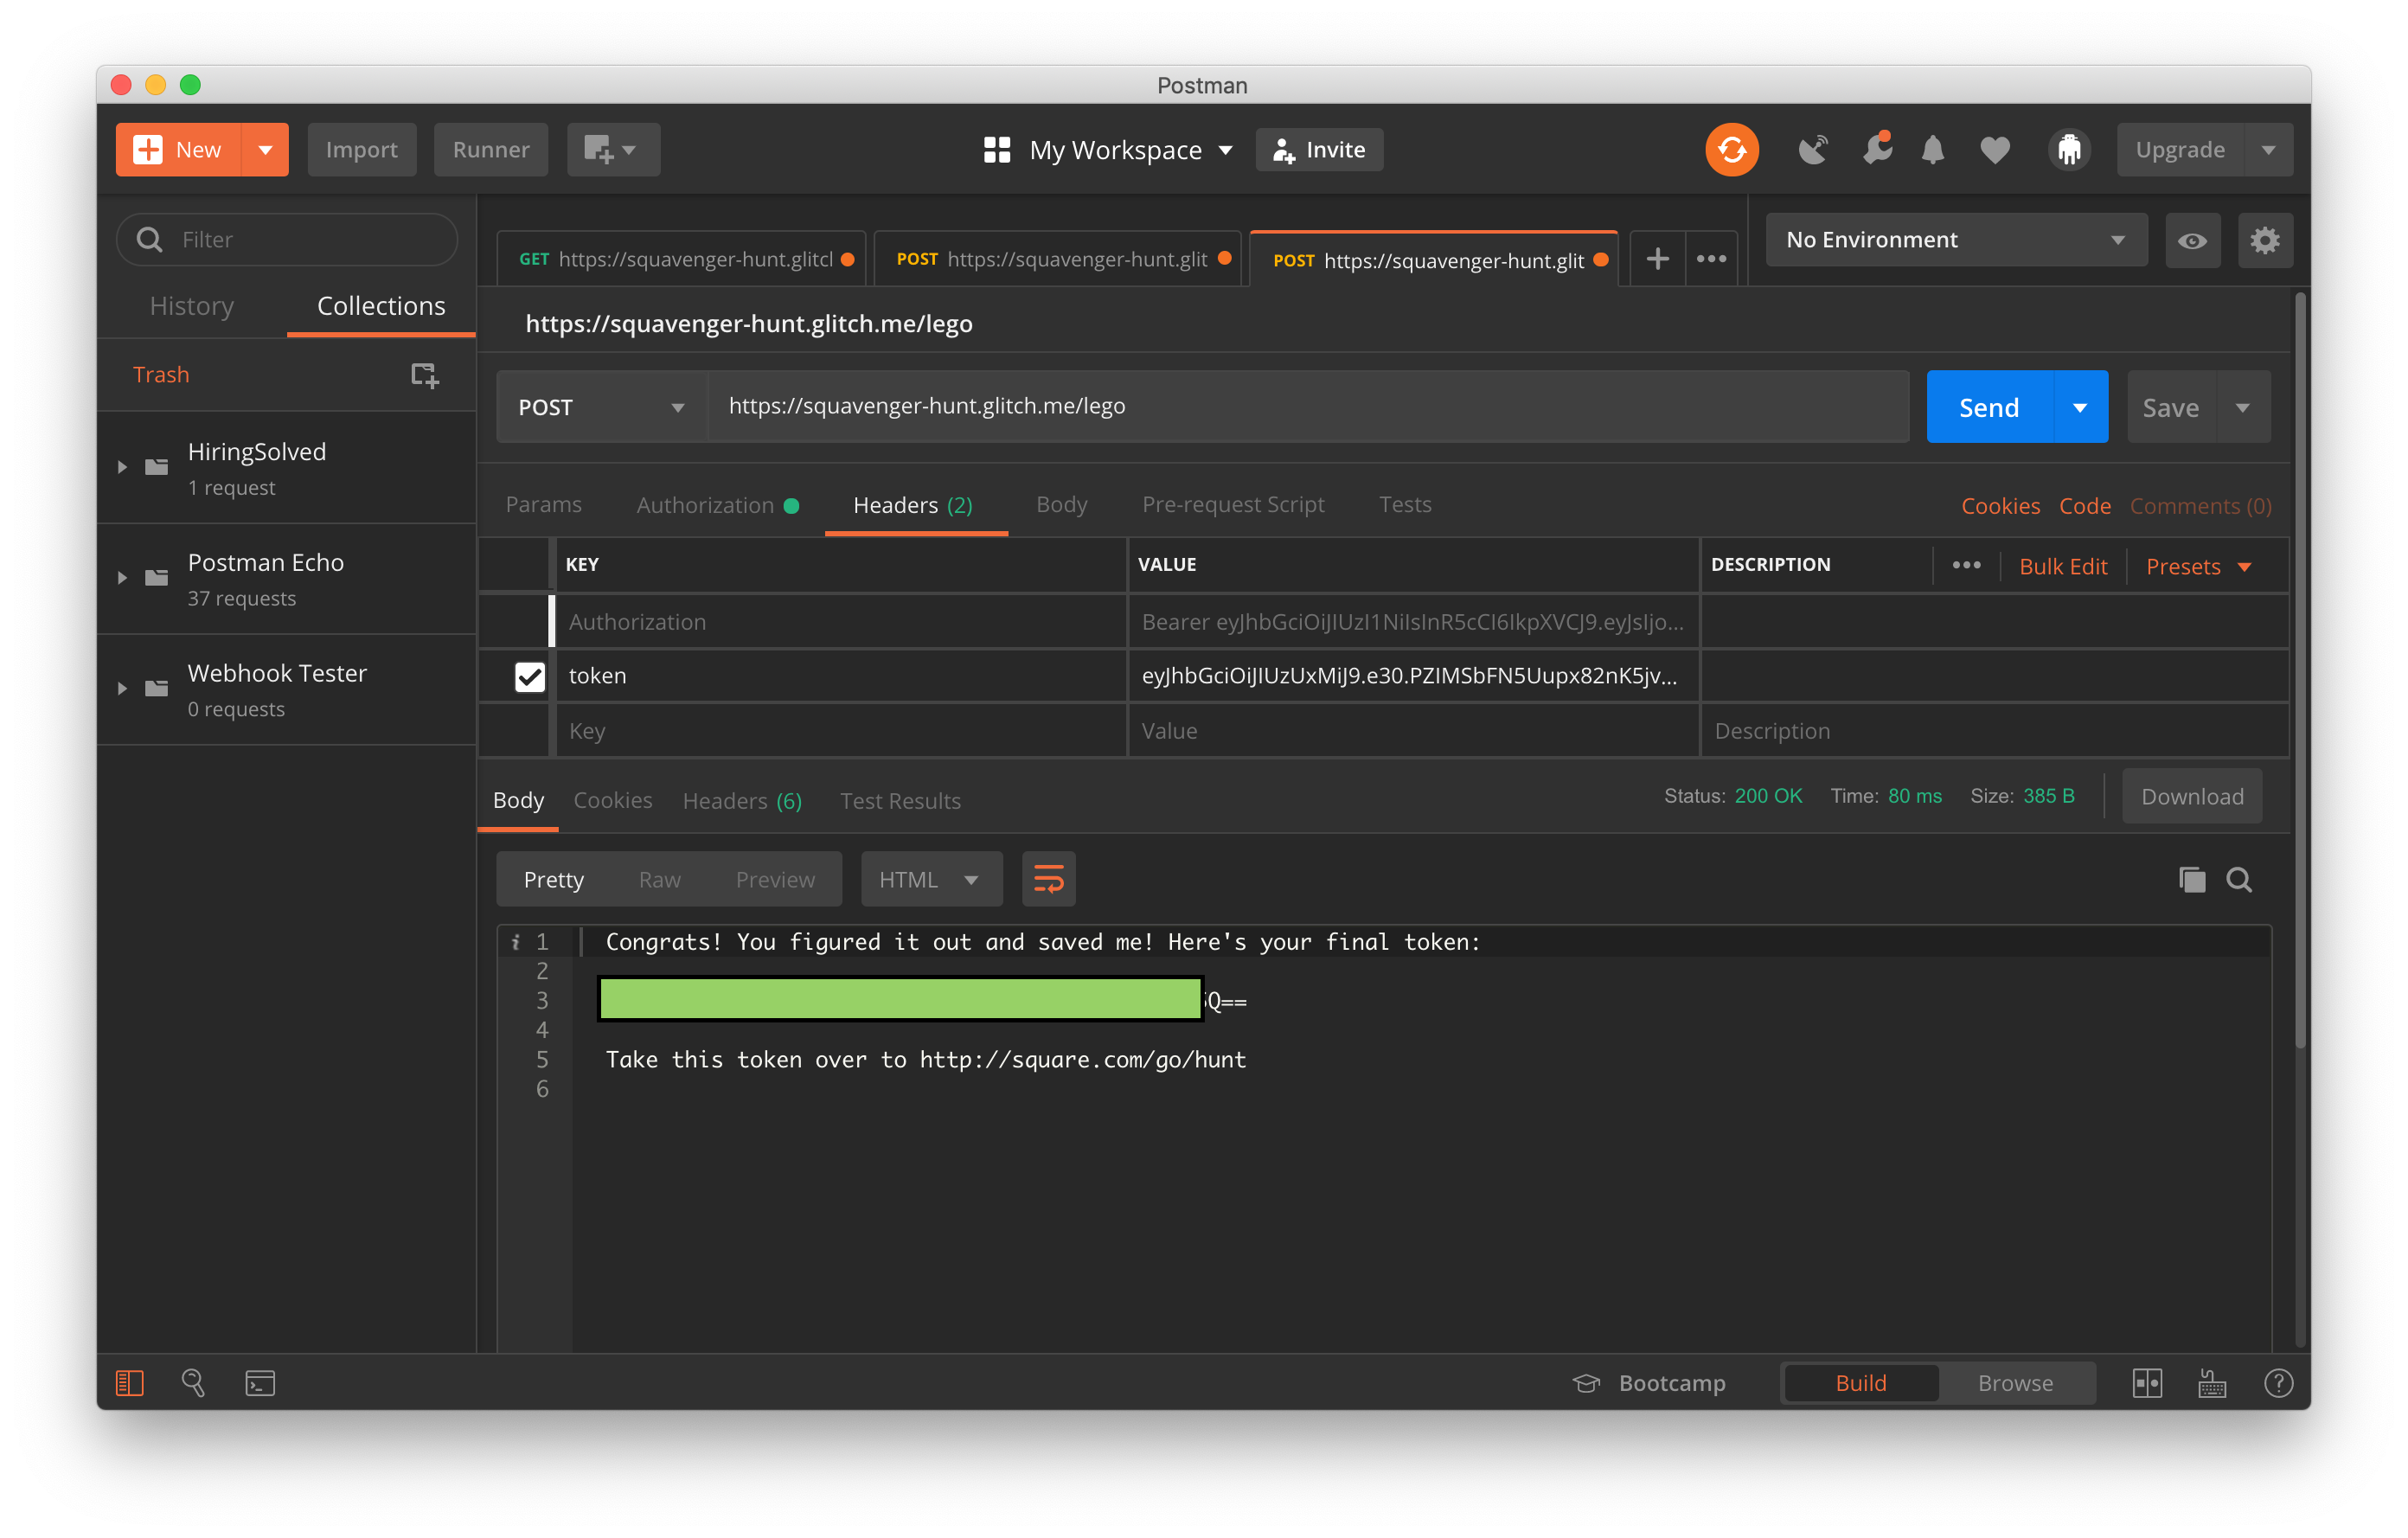 Postman
New
Import
Runner
My Workspace
Invite
Upgrade
Filter
History
Collections
Trash
HiringSolved
1 request
Postman Echo
37 requests
Webhook Tester
0 requests
GET https://squavenger-hunt.glitcl
POST https://squavenger-hunt.glit
POST https://squavenger-hunt.glit
No Environment
https://squavenger-hunt.glitch.me/lego
POST
https://squavenger-hunt.glitch.me/lego
Send
Save
Params
Authorization
Headers (2)
Body
Pre-request Script
Tests
Cookies
Code
Comments (0)
KEY
VALUE
DESCRIPTION
Bulk Edit
Presets
Authorization
Bearer eyJhbGciOiJIUzI1NiIsInR5cCI6IkpXVCJ9.eyJsIjo...
token
eyJhbGciOiJIUzUxMiJ9.e30.PZIMSbFN5Uupx82nK5jv...
Key
Value
Description
Body
Cookies
Headers (6)
Test Results
Status: 200 OK
Time: 80 ms
Size: 385 B
Download
Pretty
Raw
Preview
HTML
1 Congrats! You figured it out and saved me! Here's your final token:
2
3 Q==
4
5 Take this token over to http://square.com/go/hunt
6
Bootcamp
Build
Browse